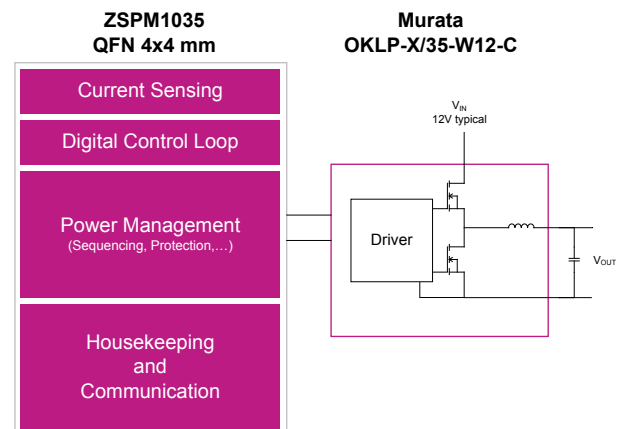 ZSPM1035
QFN 4x4 mm
Murata
OKLP-X/35-W12-C
Current Sensing
Digital Control Loop
Power Management
(Sequencing, Protection,…)
Housekeeping
and
Communication
VIN
12V typical
Driver
VOUT